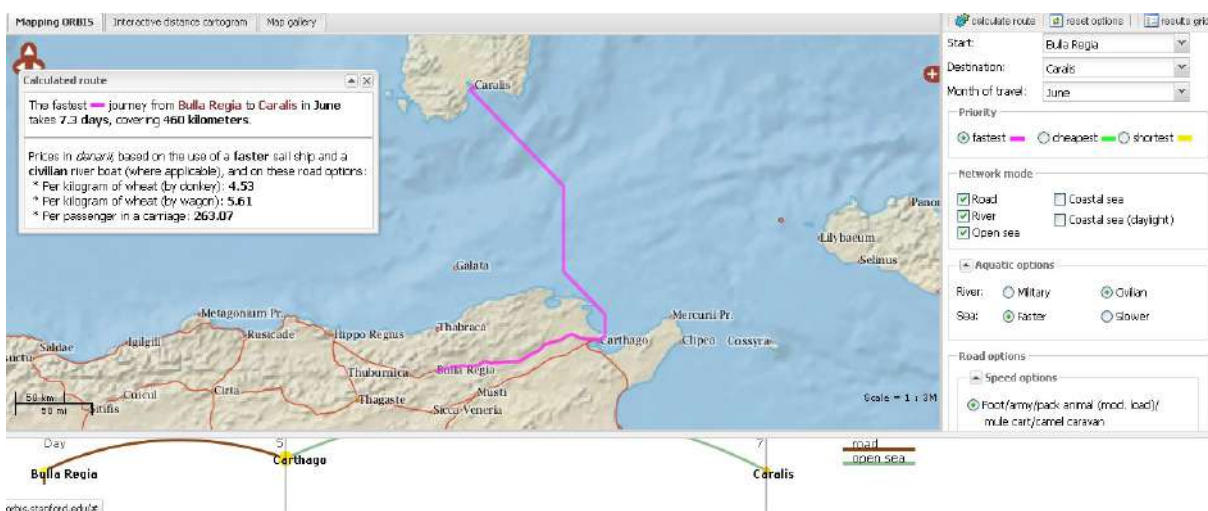 Mapping ORBIS
Interactive distance cartogram
Map gallery
calculate route
reset options
results grid
Calculated route
The fastest journey from Bulla Regia to Caralis in June
takes 7.3 days, covering 460 kilometers.
Prices in denarii, based on the use of a faster sail ship and a
civilian river boat (where applicable), and on these road options:
* Per kilogram of wheat (by donkey): 4.53
* Per kilogram of wheat (by wagon): 5.61
* Per passenger in a carriage: 263.07
Caralis
Panor
Lilybaeum
Selinus
Galata
Metagonium Pr.
Mercurii Pr.
Igilgili
Rusicade
Hippo Regius
Thabraca
Carthago
Clipea
Cossyra
Saldae
Thuburnica
Bulla Regia
Cuicul
Cirta
Thagaste
Musti
Sitifis
Sicca Veneria
50 km
50 mi
Scale = 1 : 3M
Start:
Bulla Regia
Destination:
Caralis
Month of travel:
June
Priority
fastest
cheapest
shortest
Network mode
Road
Coastal sea
River
Coastal sea (daylight)
Open sea
Aquatic options
River:
Military
Civilian
Sea:
Faster
Slower
Road options
Speed options
Foot/army/pack animal (mod. load)/
mule cart/camel caravan
Day
5
7
road
open sea
Bulla Regia
Carthago
Caralis
orbis.stanford.edu/#